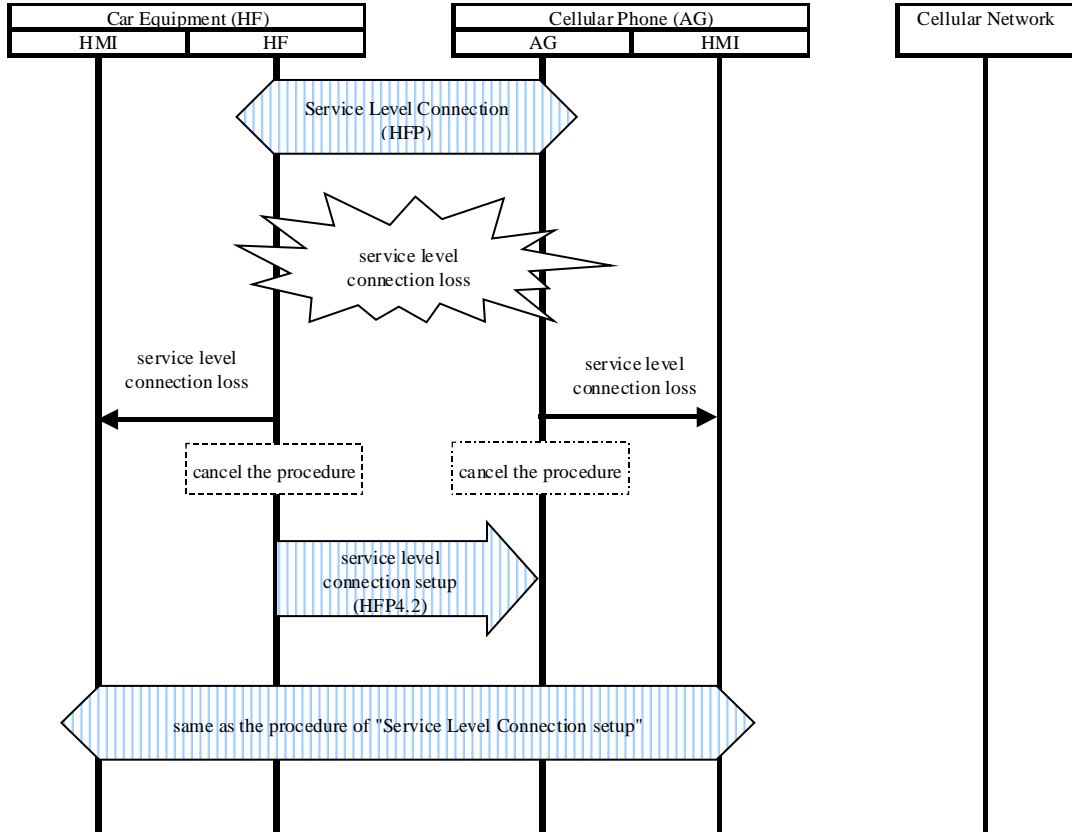 Car Equipment (HF)
Cellular Phone (AG)
Cellular Network
HMI
HF
AG
HMI
Service Level Connection
(HFP)
service level
connection loss
service level
connection loss
service level
connection loss
cancel the procedure
cancel the procedure
service level
connection setup
(HFP4.2)
same as the procedure of "Service Level Connection setup"